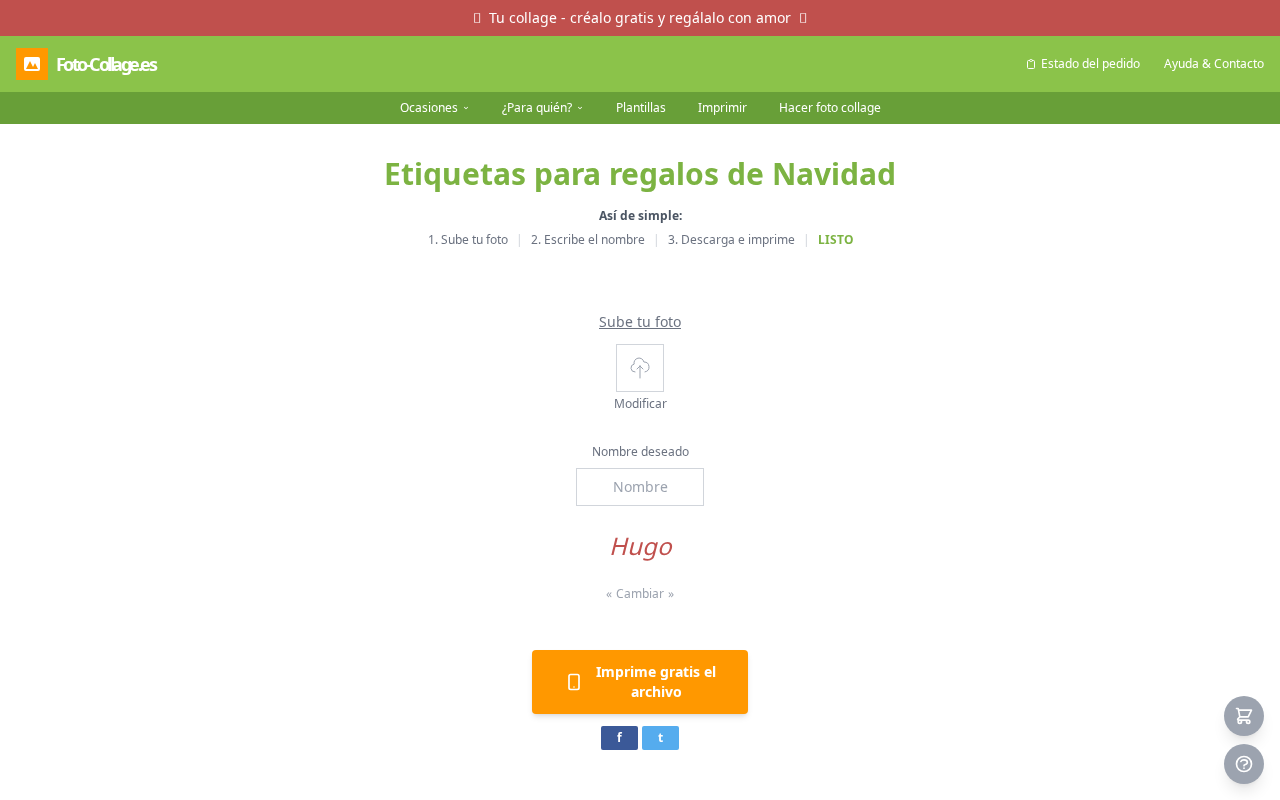 Tu collage - créalo gratis y regálalo con amor
Foto-Collage.es
Estado del pedido
Ayuda & Contacto
Ocasiones
¿Para quién?
Plantillas
Imprimir
Hacer foto collage
Etiquetas para regalos de Navidad
Así de simple:
1. Sube tu foto | 2. Escribe el nombre | 3. Descarga e imprime | LISTO
Sube tu foto
Modificar
Nombre deseado
Nombre
Hugo
« Cambiar »
Imprime gratis el
archivo
f
t